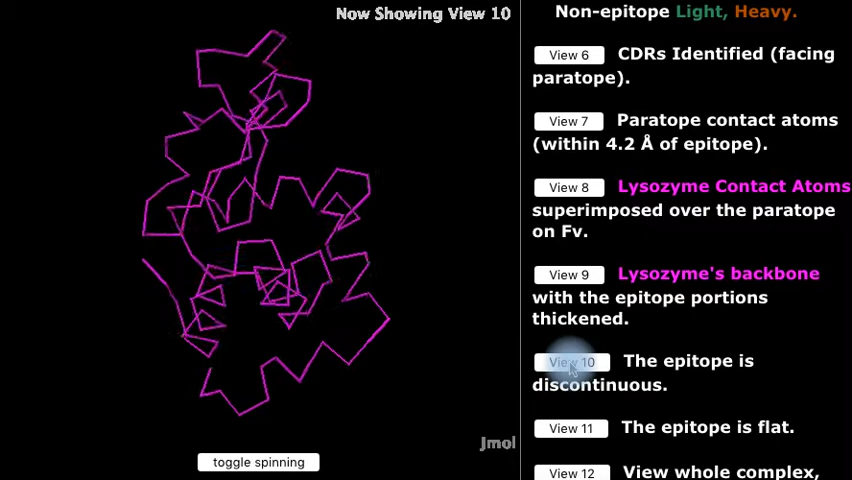 Now Showing View 10
Jmol
toggle spinning
Non-epitope Light, Heavy.
View 6 CDRs Identified (facing
paratope).
View 7 Paratope contact atoms
(within 4.2 Å of epitope).
View 8 Lysozyme Contact Atoms
superimposed over the paratope
on Fv.
View 9 Lysozyme's backbone
with the epitope portions
thickened.
View 10 The epitope is
discontinuous.
View 11 The epitope is flat.
View 12 View whole complex,